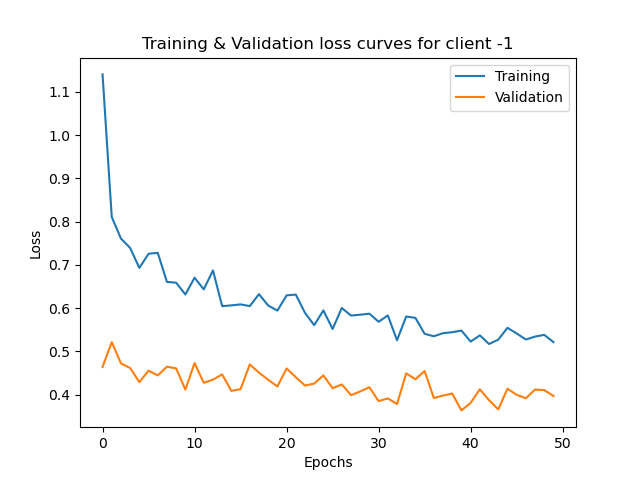 Training & Validation loss curves for client -1
Training
Validation
Loss
1.1
1.0
0.9
0.8
0.7
0.6
0.5
0.4
0
10
20
30
40
50
Epochs